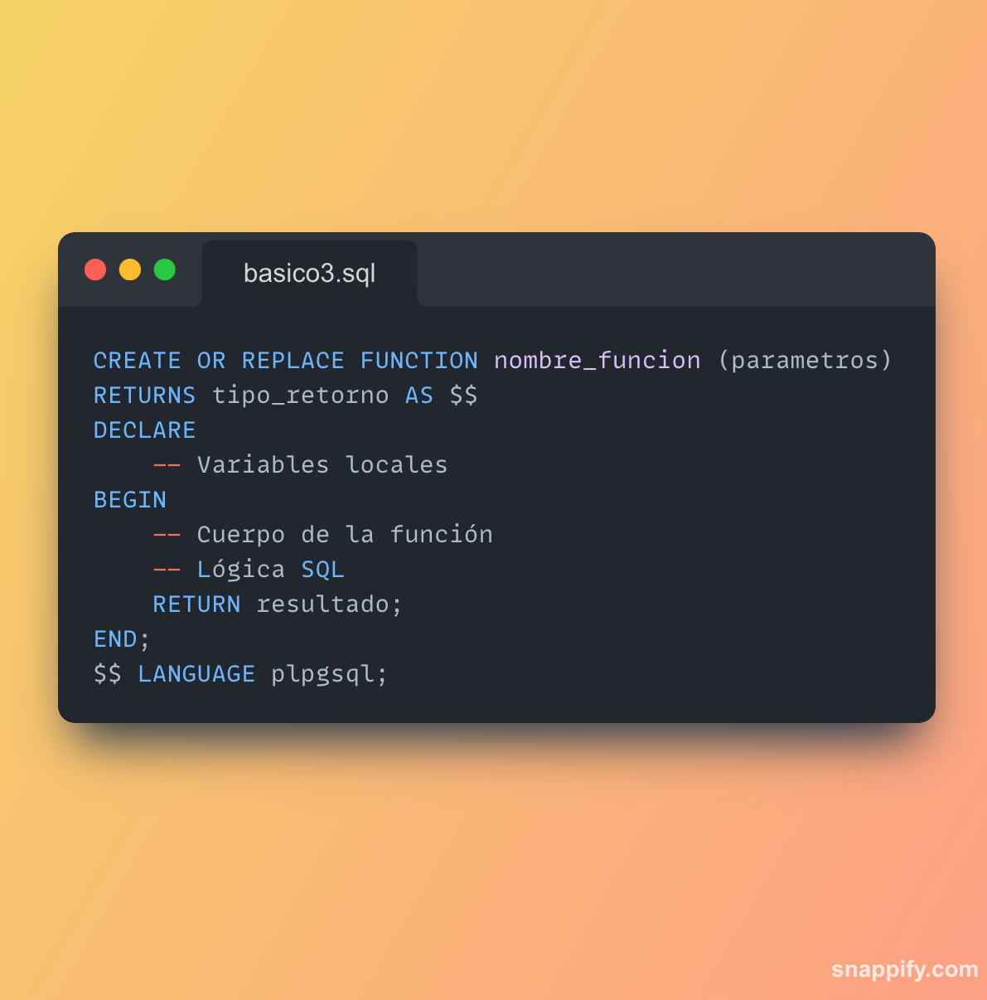 basico3.sql
CREATE OR REPLACE FUNCTION nombre_funcion (parametros)
RETURNS tipo_retorno AS $$
DECLARE
    -- Variables locales
BEGIN
    -- Cuerpo de la función
    -- Lógica SQL
    RETURN resultado;
END;
$$ LANGUAGE plpgsql;
snappify.com